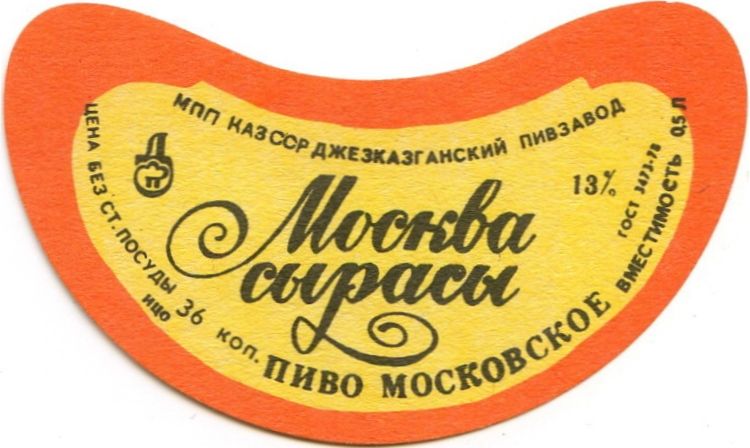 МПП КАЗССР ДЖЕЗКАЗГАНСКИЙ ПИВЗАВОД
13%
Москва
сырасы
ПИВО МОСКОВСКОЕ
ЦЕНА БЕЗ СТ. ПОСУДЫ 36 КОП.
ИЦО
ГОСТ 3473-78
ВМЕСТИМОСТЬ 0,5 Л